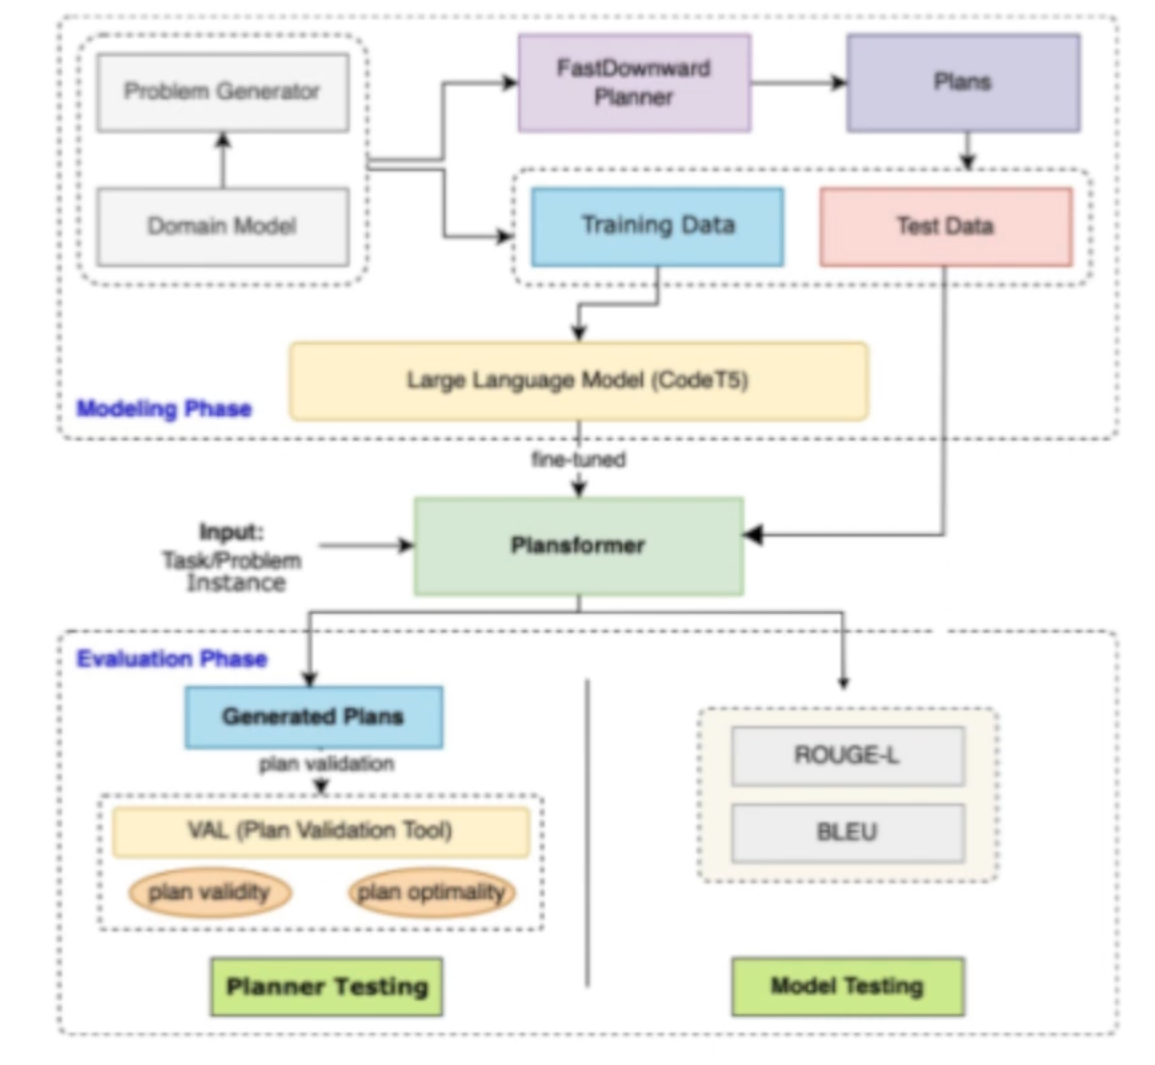 Problem Generator
Domain Model
FastDownward
Planner
Plans
Training Data
Test Data
Large Language Model (CodeT5)
Modeling Phase
fine-tuned
Input:
Task/Problem
Instance
Plansformer
Evaluation Phase
Generated Plans
plan validation
VAL (Plan Validation Tool)
plan validity
plan optimality
Planner Testing
ROUGE-L
BLEU
Model Testing